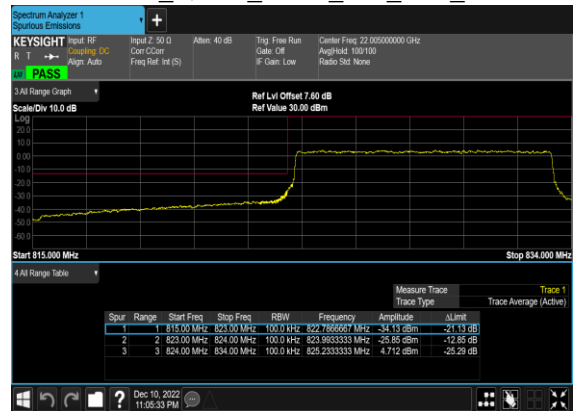 Spectrum Analyzer 1
Spurious Emissions
+
KEYSIGHT Input: RF Input Z: 50 Ω Atten: 40 dB Trig: Free Run Center Freq: 22.005000000 GHz
R T Coupling: DC Corr CCorr Gate: Off Avg|Hold: 100/100
Align: Auto Freq Ref: Int (S) IF Gain: Low Radio Std: None
PASS
3 All Range Graph
Ref Lvl Offset 7.60 dB
Scale/Div 10.0 dB Ref Value 30.00 dBm
Log
20.0
10.0
0.00
-10.0
-20.0
-30.0
-40.0
-50.0
-60.0
Start 815.000 MHz Stop 834.000 MHz
4 All Range Table
Measure Trace Trace 1
Trace Type Trace Average (Active)
Spur Range Start Freq Stop Freq RBW Frequency Amplitude ΔLimit
1 1 815.00 MHz 823.00 MHz 100.0 kHz 822.7866667 MHz -34.13 dBm -21.13 dB
2 2 823.00 MHz 824.00 MHz 100.0 kHz 823.9933333 MHz -25.85 dBm -12.85 dB
3 3 824.00 MHz 834.00 MHz 100.0 kHz 825.2333333 MHz 4.712 dBm -25.29 dB
? Dec 10, 2022
11:05:33 PM